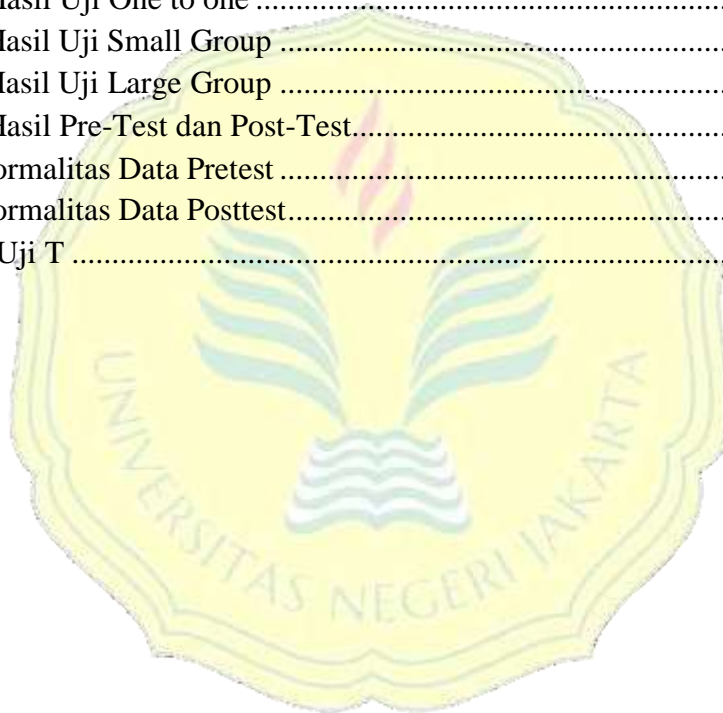 Hasil Uji One to one ........................................................
Hasil Uji Small Group .....................................................
Hasil Uji Large Group .....................................................
Hasil Pre-Test dan Post-Test............................................
ormalitas Data Pretest .....................................................
ormalitas Data Posttest....................................................
Uji T ................................................................................
UNIVERSITAS NEGERI JAKARTA